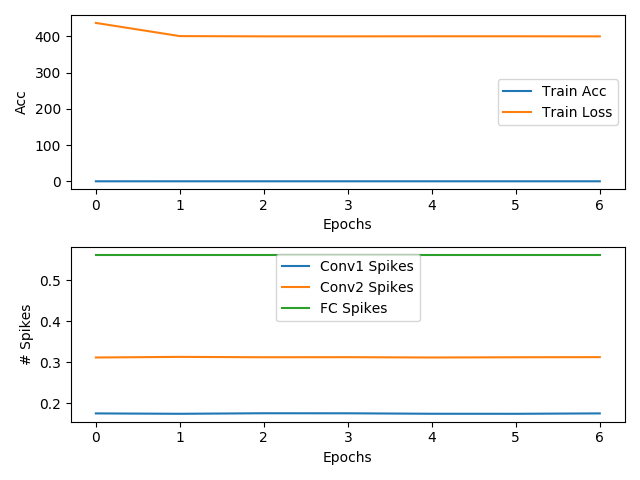 400
300
200
100
0
Acc
Train Acc
Train Loss
0 1 2 3 4 5 6
Epochs
0.5
0.4
0.3
0.2
# Spikes
Conv1 Spikes
Conv2 Spikes
FC Spikes
0 1 2 3 4 5 6
Epochs